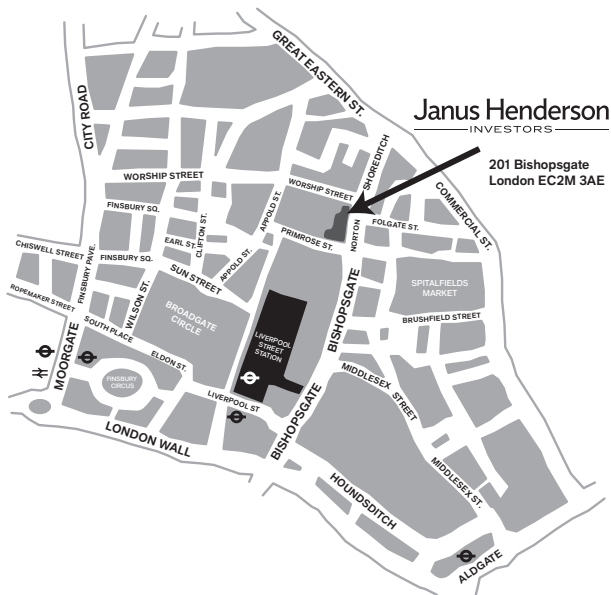 GREAT EASTERN ST.
CITY ROAD
Janus Henderson
INVESTORS
201 Bishopsgate
London EC2M 3AE
SHOREDITCH
WORSHIP STREET
WORSHIP STREET
COMMERCIAL ST.
FINSBURY SQ.
APPOLD ST.
CLIFTON ST.
FOLGATE ST.
NORTON
PRIMROSE ST.
EARL ST.
CHISWELL STREET
FINSBURY PAVE.
FINSBURY SQ.
APPOLD ST.
SUN STREET
BISHOPSGATE
SPITALFIELDS
MARKET
ROPEMAKER STREET
WILSON ST.
BROADGATE
CIRCLE
BRUSHFIELD STREET
SOUTH PLACE
LIVERPOOL
STREET
STATION
MOORGATE
ELDON ST.
MIDDLESEX STREET
FINSBURY
CIRCUS
LIVERPOOL ST
BISHOPSGATE
LONDON WALL
MIDDLESEX ST.
HOUNDSDITCH
ALDGATE